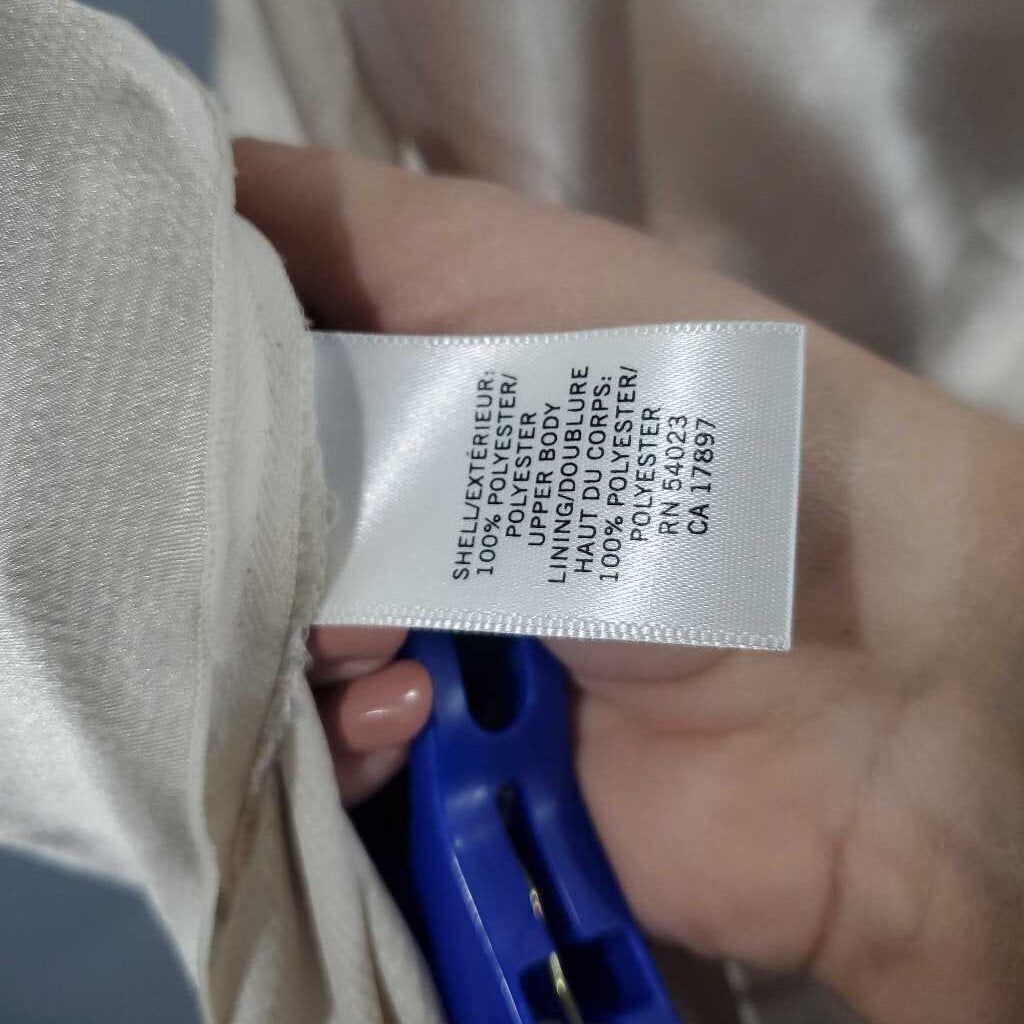 SHELL/EXTÉRIEUR:
100% POLYESTER/
POLYESTER
UPPER BODY
LINING/DOUBLURE
HAUT DU CORPS:
100% POLYESTER/
POLYESTER
RN 54023
CA 17897